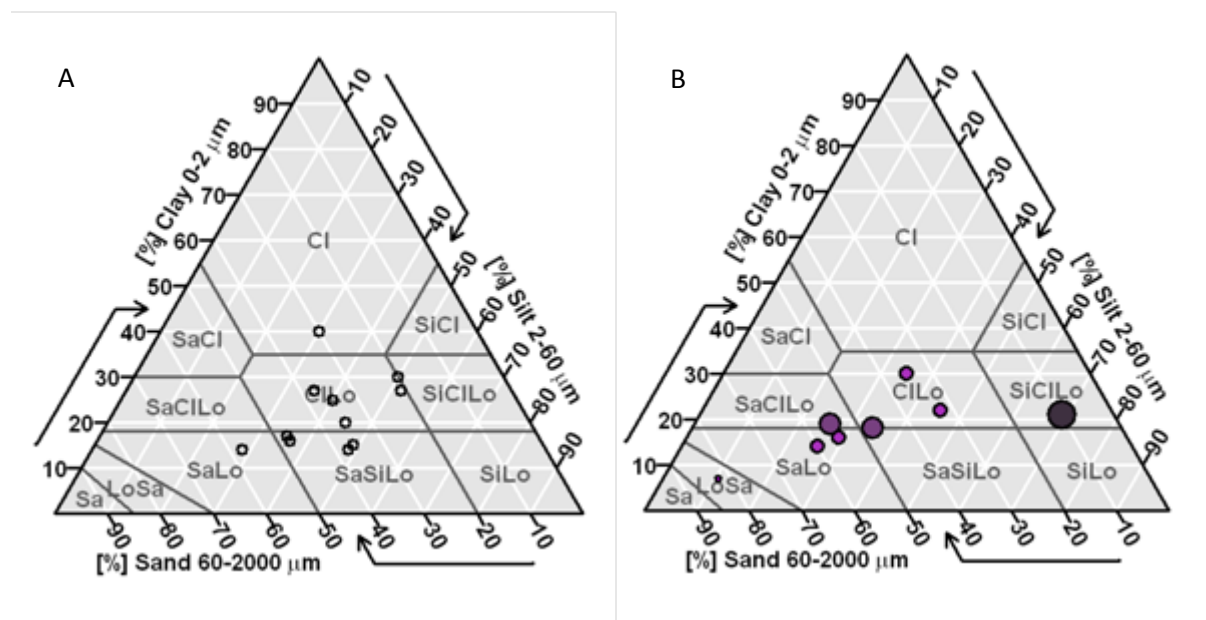 A
90
80
70
60
50
40
30
20
10
[%] Clay 0-2 μm
10
20
30
40
50
60
70
80
90
[%] Silt 2-60 μm
Cl
SaCl
SiCl
SaClLo
ClLo
SiClLo
SaLo
SaSiLo
SiLo
Sa
LoSa
90
80
70
60
50
40
30
20
10
[%] Sand 60-2000 μm
B
90
80
70
60
50
40
30
20
10
[%] Clay 0-2 μm
10
20
30
40
50
60
70
80
90
[%] Silt 2-60 μm
Cl
SaCl
SiCl
SaClLo
ClLo
SiClLo
SaLo
SaSiLo
SiLo
Sa
LoSa
90
80
70
60
50
40
30
20
10
[%] Sand 60-2000 μm